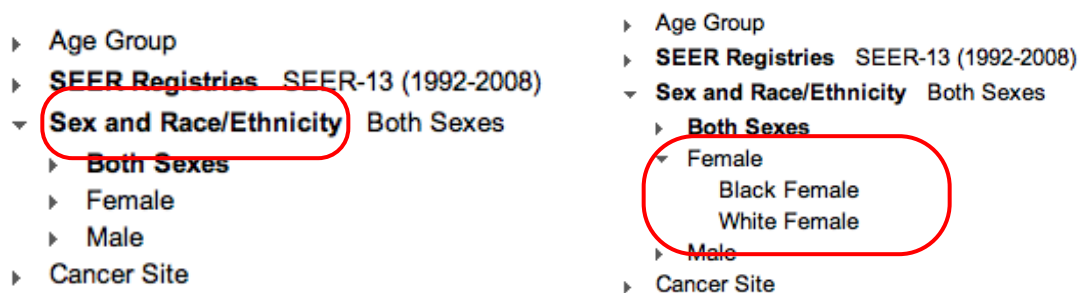 Age Group
SEER Registries SEER-13 (1992-2008)
Sex and Race/Ethnicity Both Sexes
Both Sexes
Female
Male
Cancer Site
Age Group
SEER Registries SEER-13 (1992-2008)
Sex and Race/Ethnicity Both Sexes
Both Sexes
Female
Black Female
White Female
Male
Cancer Site